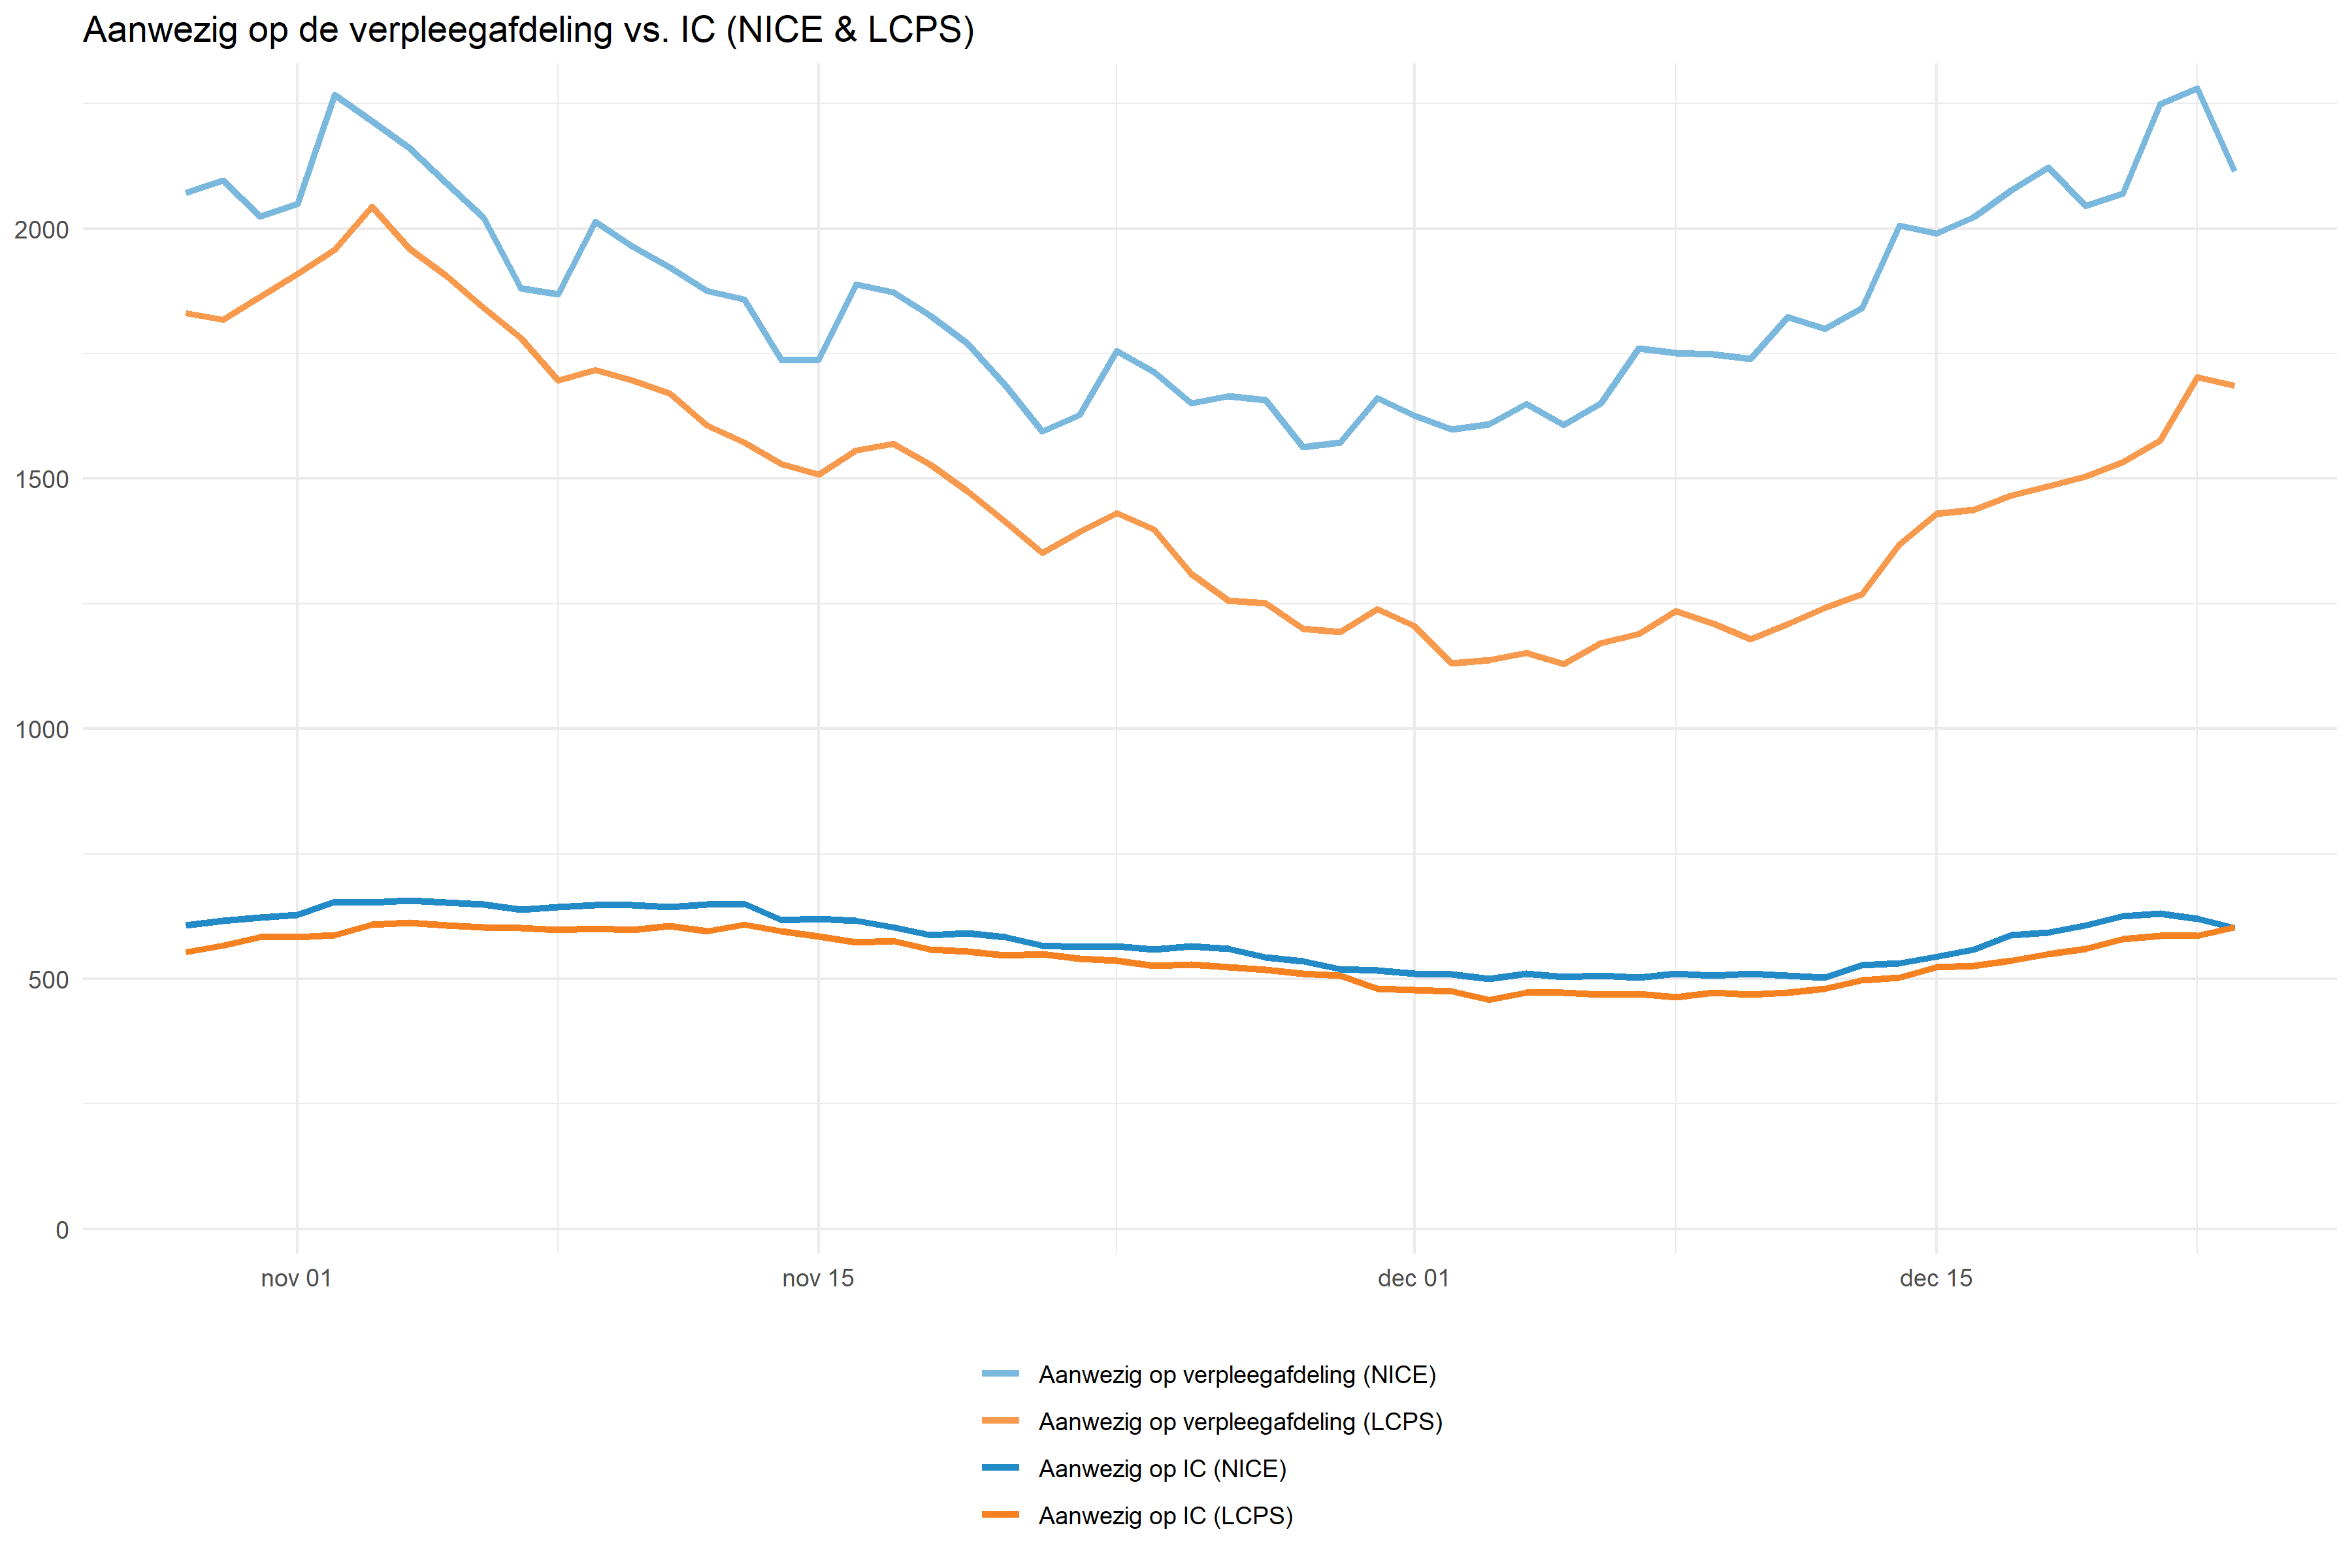 Aanwezig op de verpleegafdeling vs. IC (NICE & LCPS)
2000
1500
1000
500
0
nov 01
nov 15
dec 01
dec 15
Aanwezig op verpleegafdeling (NICE)
Aanwezig op verpleegafdeling (LCPS)
Aanwezig op IC (NICE)
Aanwezig op IC (LCPS)